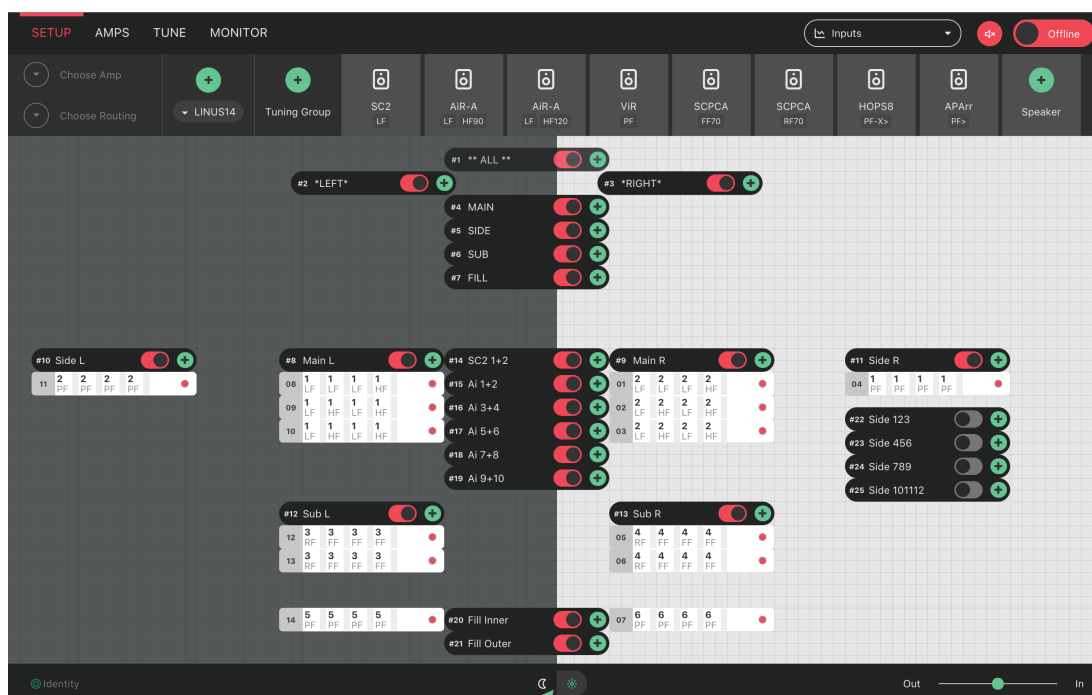 SETUP AMPS TUNE MONITOR Inputs Offline
Choose Amp
Choose Routing
LINUS14
Tuning Group
SC2
LF
AiR-A
LF HF90
AiR-A
LF HF120
ViR
PF
SCPCA
FF70
SCPCA
RF70
HOPS8
PF-X>
APArr
PF>
Speaker
#1 ** ALL **
#2 *LEFT* #3 *RIGHT*
#4 MAIN
#5 SIDE
#6 SUB
#7 FILL
#10 Side L
11 2 2 2 2
PF PF PF PF
#8 Main L
08 1 1 1 1
LF LF LF HF
09 1 1 1 1
LF HF LF HF
10 1 1 1 1
LF HF LF HF
#14 SC2 1+2
#15 Ai 1+2
#16 Ai 3+4
#17 Ai 5+6
#18 Ai 7+8
#19 Ai 9+10
#9 Main R
01 2 2 2 2
LF LF LF HF
02 2 2 2 2
LF HF LF HF
03 2 2 2 2
LF HF LF HF
#11 Side R
04 1 1 1 1
PF PF PF PF
#22 Side 123
#23 Side 456
#24 Side 789
#25 Side 101112
#12 Sub L
12 3 3 3 3
RF FF FF FF
13 3 3 3 3
RF FF FF FF
#13 Sub R
05 4 4 4 4
RF FF FF FF
06 4 4 4 4
RF FF FF FF
14 5 5 5 5
PF PF PF PF
#20 Fill Inner
#21 Fill Outer
07 6 6 6 6
PF PF PF PF
Identity Out In